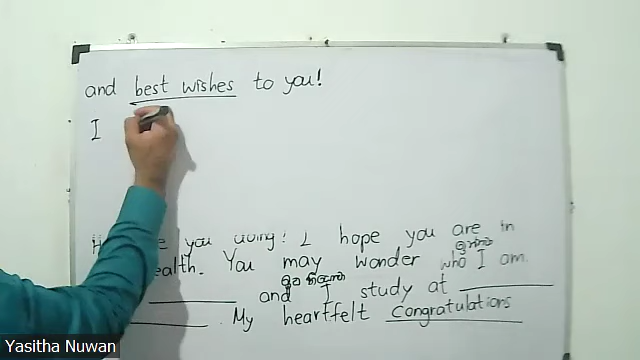 and best wishes to you!
I
you doing? I hope you are in
ealth. You may wonder who I am.
and I study at
. My heartfelt congratulations
Yasitha Nuwan